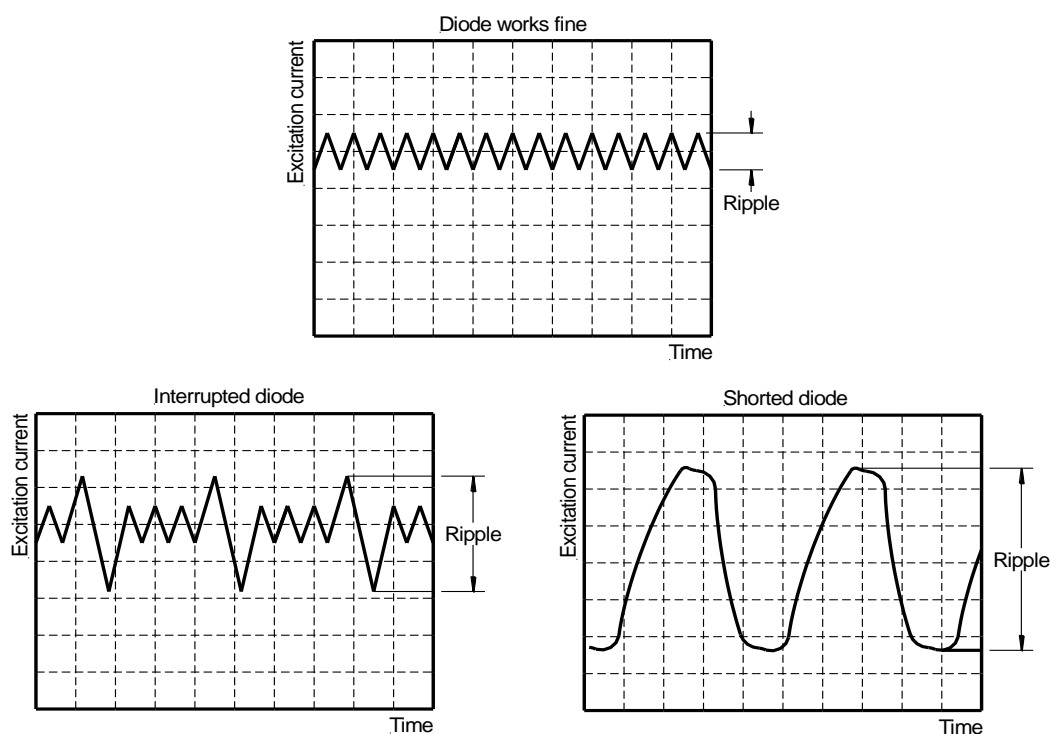 Diode works fine
Excitation current
Ripple
Time
Interrupted diode
Excitation current
Ripple
Time
Shorted diode
Excitation current
Ripple
Time